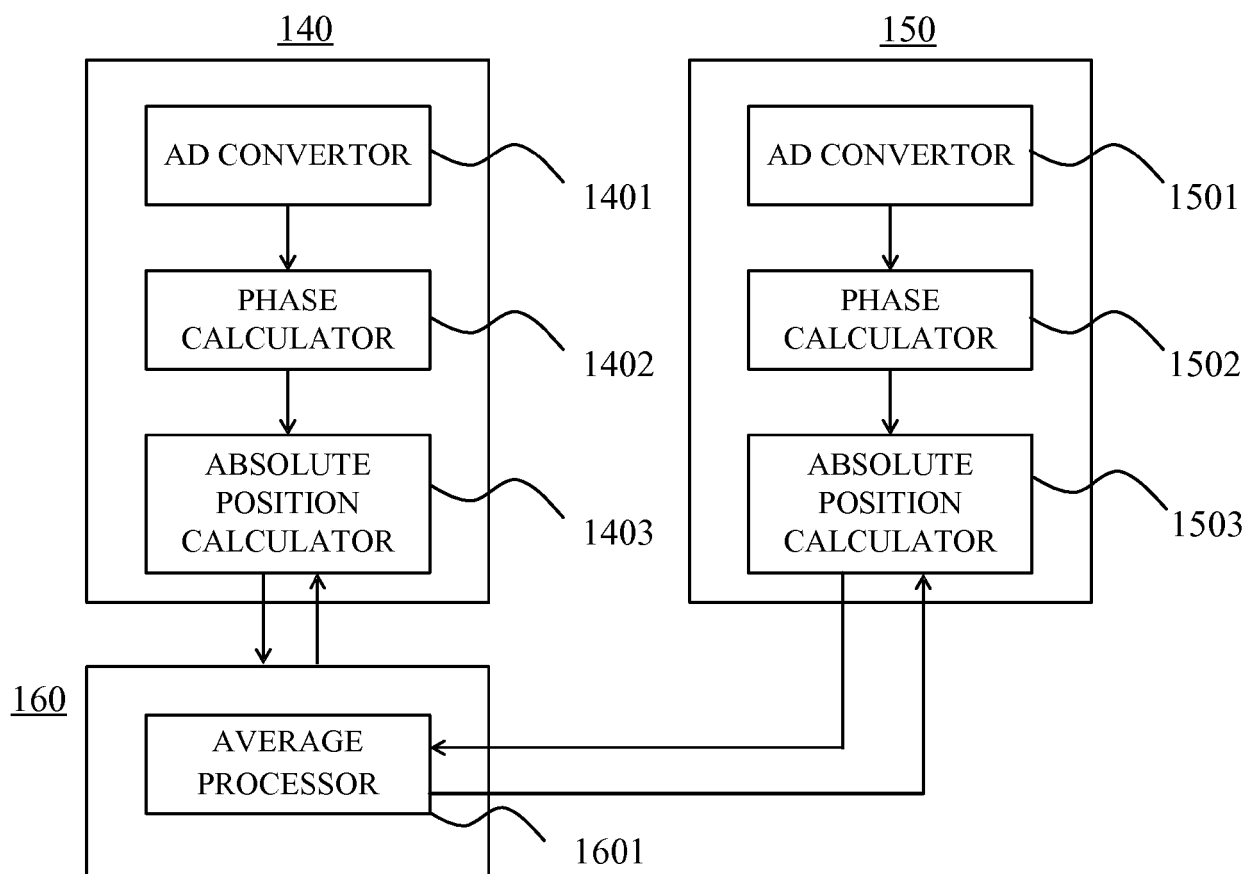 140
AD CONVERTOR
1401
PHASE
CALCULATOR
1402
ABSOLUTE
POSITION
CALCULATOR
1403
150
AD CONVERTOR
1501
PHASE
CALCULATOR
1502
ABSOLUTE
POSITION
CALCULATOR
1503
160
AVERAGE
PROCESSOR
1601